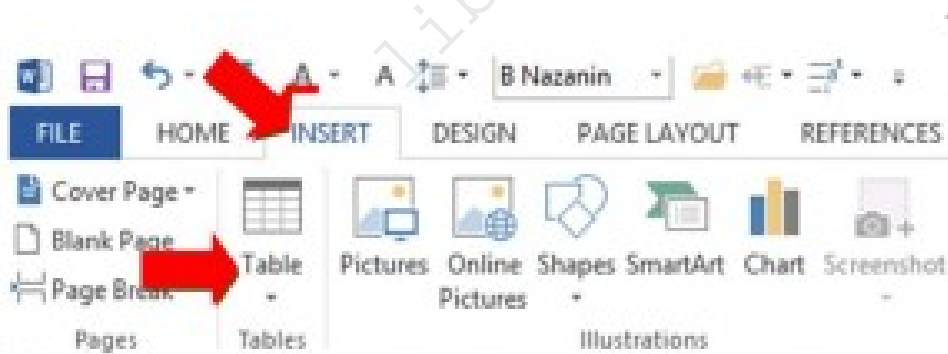 lib
A A B Nazanin
FILE HOME INSERT DESIGN PAGE LAYOUT REFERENCES
Cover Page
Blank Page
Page Break
Table Pictures Online Pictures Shapes SmartArt Chart Screenshot
Pages Tables Illustrations